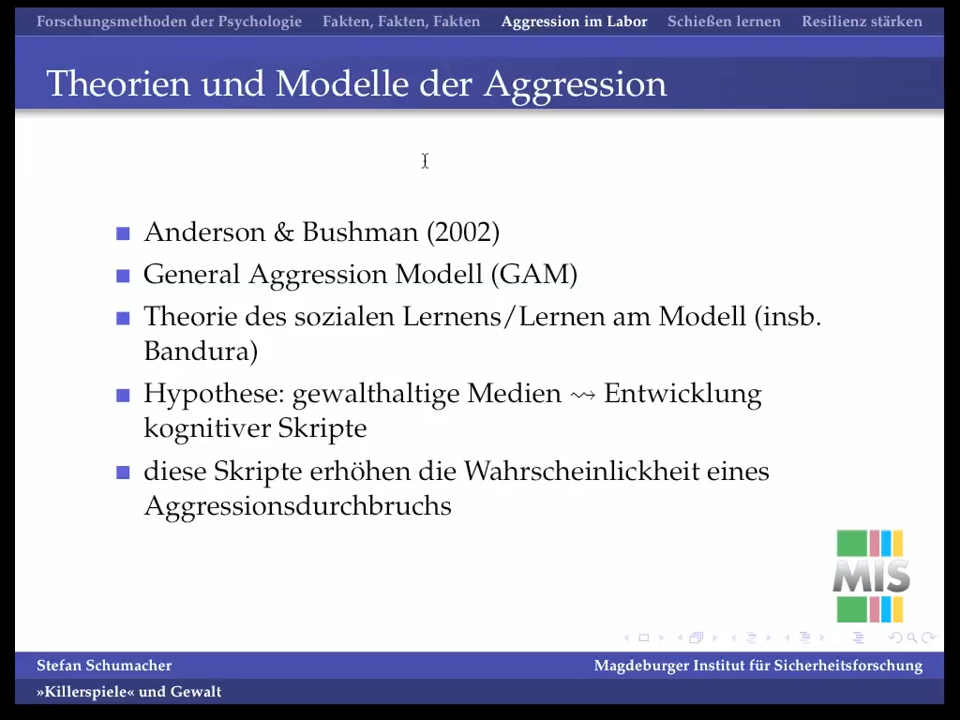 Forschungsmethoden der Psychologie Fakten, Fakten, Fakten Aggression im Labor Schießen lernen Resilienz stärken
Theorien und Modelle der Aggression
Anderson & Bushman (2002)
General Aggression Modell (GAM)
Theorie des sozialen Lernens/Lernen am Modell (insb.
Bandura)
Hypothese: gewalthaltige Medien ⇝ Entwicklung
kognitiver Skripte
diese Skripte erhöhen die Wahrscheinlickheit eines
Aggressionsdurchbruchs
MIS
Stefan Schumacher Magdeburger Institut für Sicherheitsforschung
»Killerspiele« und Gewalt